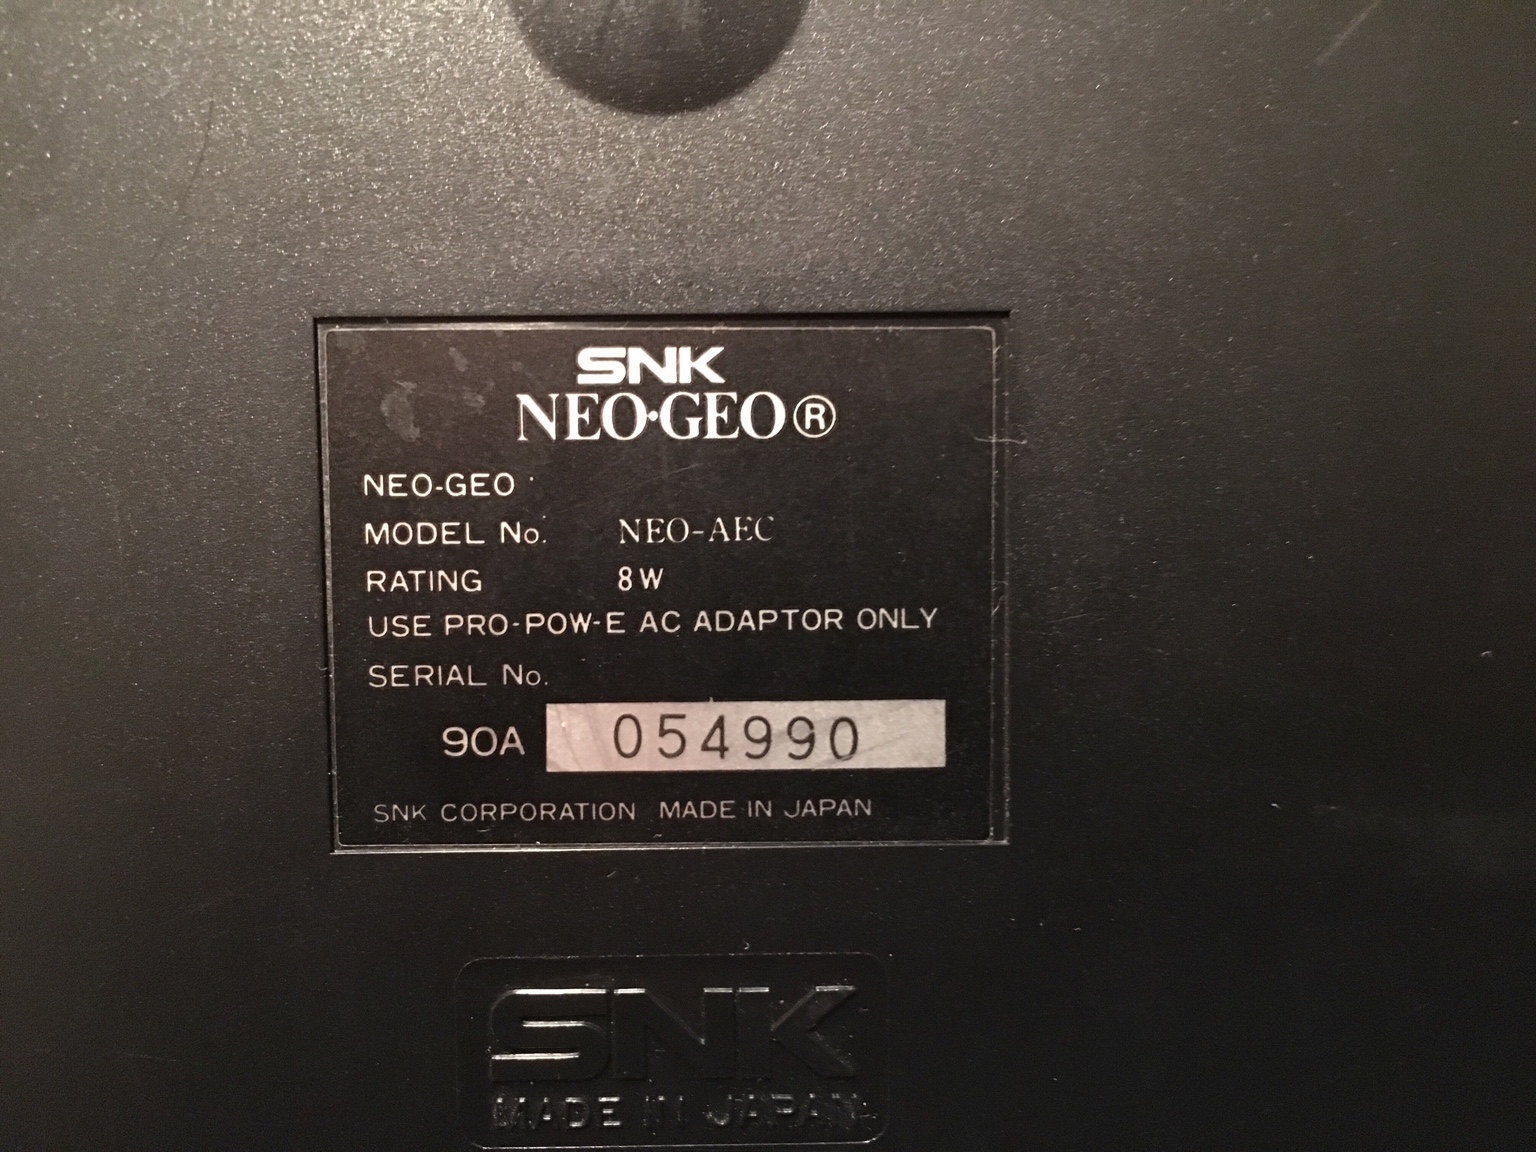 SNK
NEO·GEO®
NEO-GEO
MODEL No. NEO-AEC
RATING 8W
USE PRO-POW-E AC ADAPTOR ONLY
SERIAL No.
90A 054990
SNK CORPORATION MADE IN JAPAN
SNK
MADE IN JAPAN